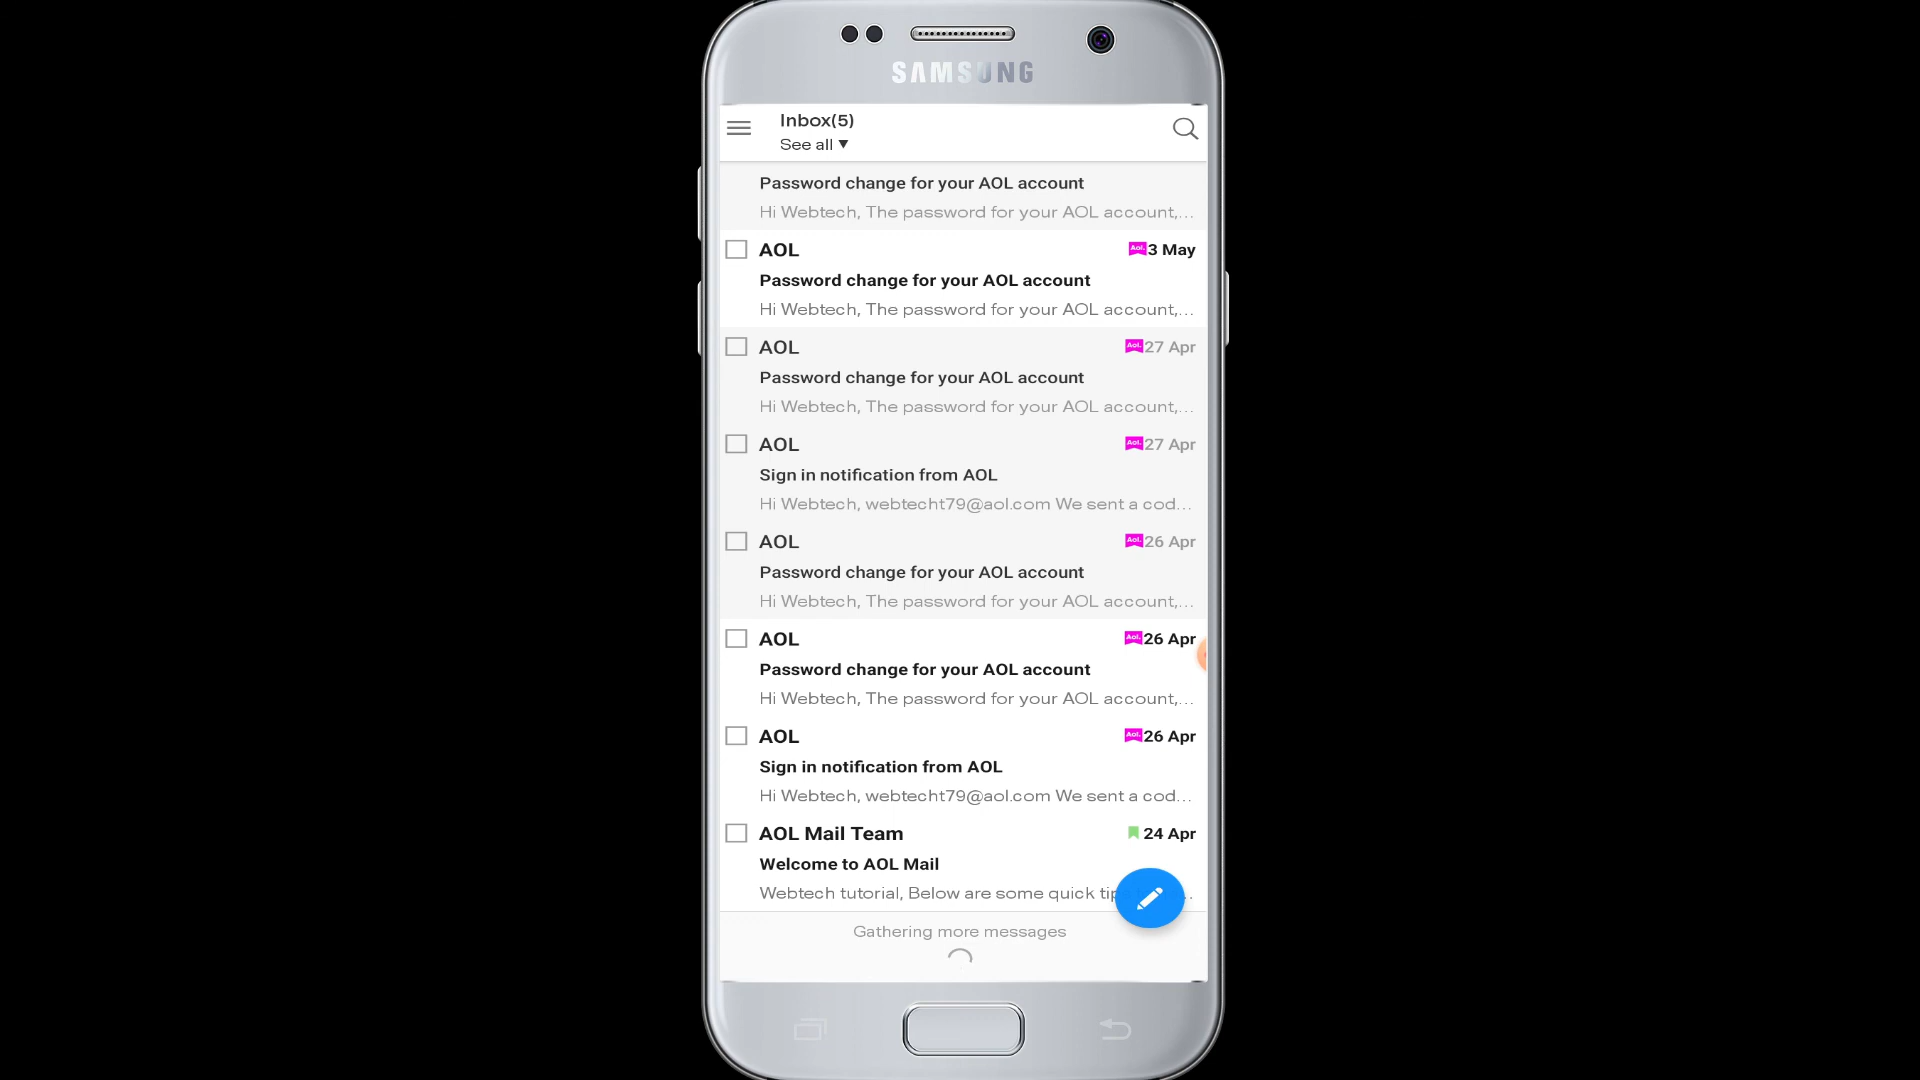 SAMSUNG
Inbox(5)
See all ▼
Password change for your AOL account
Hi Webtech, The password for your AOL account,...
AOL
Aol. 3 May
Password change for your AOL account
Hi Webtech, The password for your AOL account,...
AOL
Aol. 27 Apr
Password change for your AOL account
Hi Webtech, The password for your AOL account,...
AOL
Aol. 27 Apr
Sign in notification from AOL
Hi Webtech, webtecht79@aol.com We sent a cod...
AOL
Aol. 26 Apr
Password change for your AOL account
Hi Webtech, The password for your AOL account,...
AOL
Aol. 26 Apr
Password change for your AOL account
Hi Webtech, The password for your AOL account,...
AOL
Aol. 26 Apr
Sign in notification from AOL
Hi Webtech, webtecht79@aol.com We sent a cod...
AOL Mail Team
24 Apr
Welcome to AOL Mail
Webtech tutorial, Below are some quick
Gathering more messages